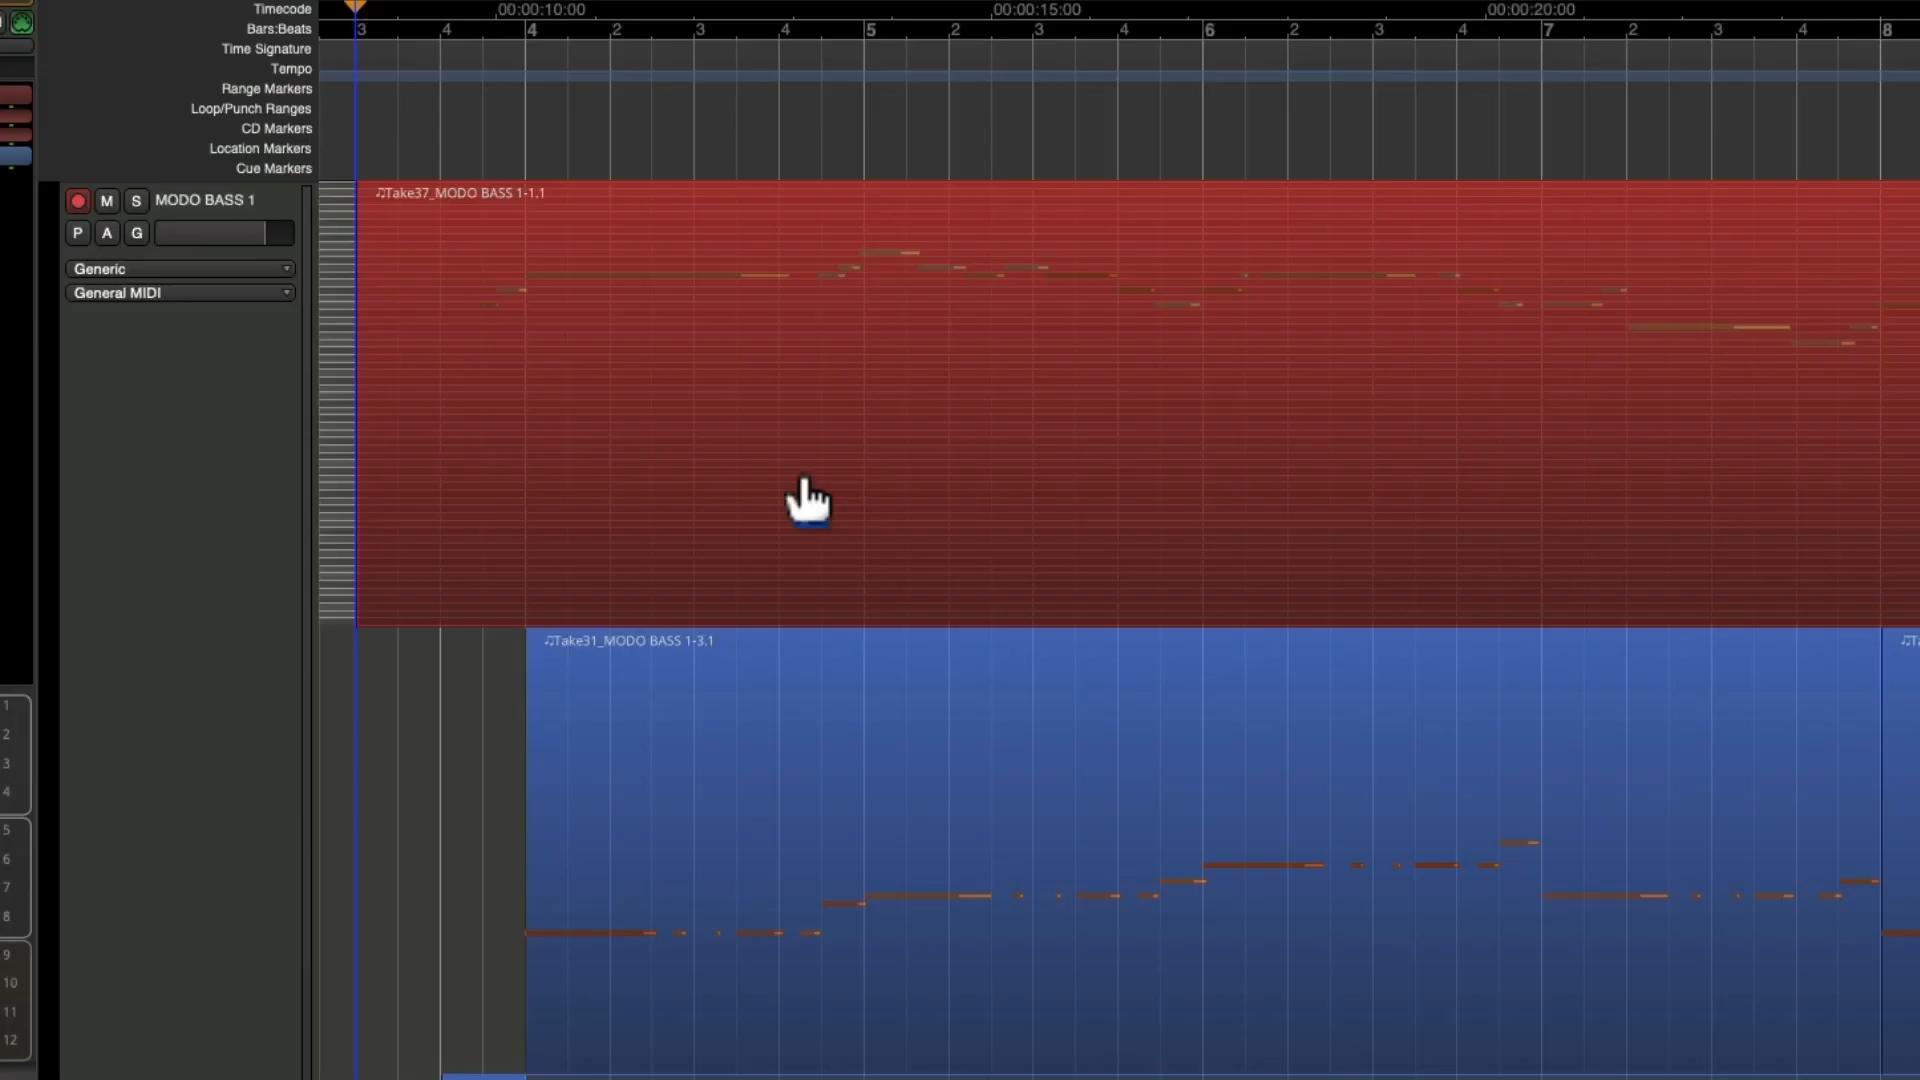 Timecode
00:00:10:00 00:00:15:00 00:00:20:00
Bars:Beats
3 4 4 2 3 4 5 2 3 4 6 2 3 4 7 2 3 4 8
Time Signature
Tempo
Range Markers
Loop/Punch Ranges
CD Markers
Location Markers
Cue Markers
M S MODO BASS 1
♫Take37_MODO BASS 1-1.1
P A G
Generic
General MIDI
♫Take31_MODO BASS 1-3.1
1
2
3
4
5
6
7
8
9
10
11
12